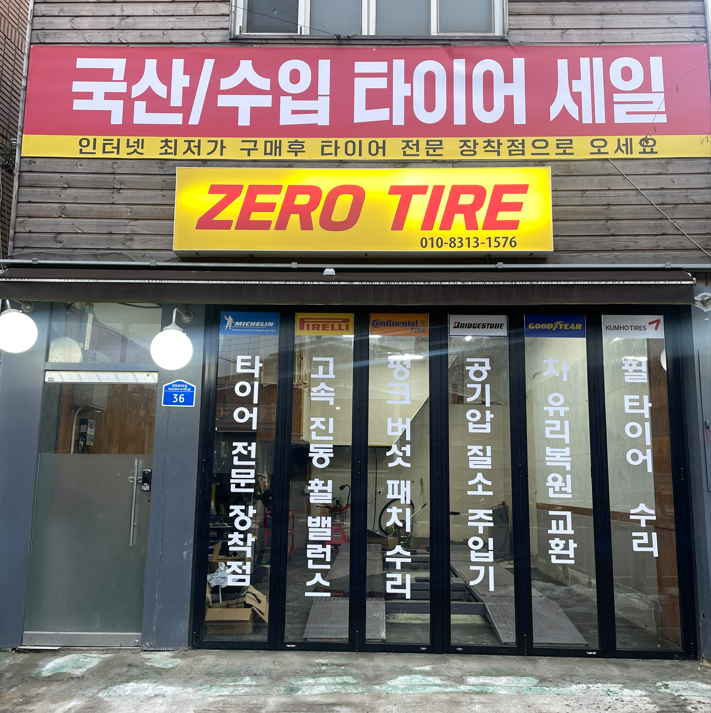 국산/수입 타이어 세일
인터넷 최저가 구매후 타이어 전문 장착점으로 오세요
ZERO TIRE
010-8313-1576
MICHELIN
PIRELLI
Continental
BRIDGESTONE
GOODYEAR
KUMHO TIRES
36
타이어 전문 장착점
고속 진동 휠 밸런스
펑크 버섯 패치 수리
공기압 질소 주입기
차 유리복원 교환
휠 타이어 수리